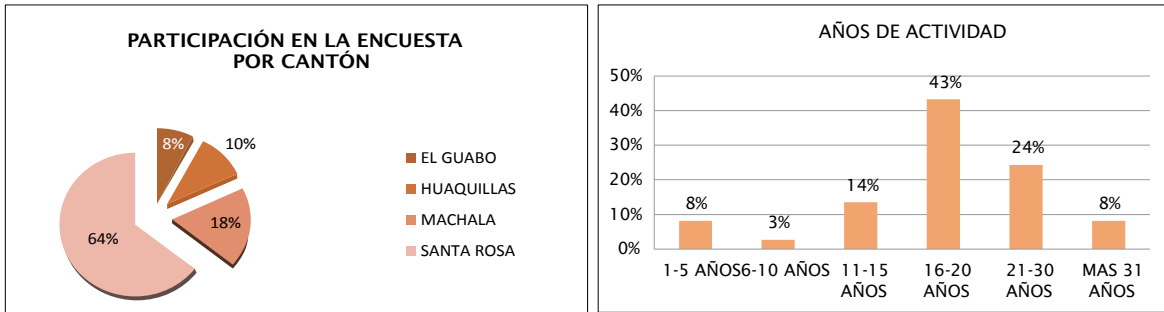 PARTICIPACIÓN EN LA ENCUESTA
POR CANTÓN
8%
10%
18%
64%
EL GUABO
HUAQUILLAS
MACHALA
SANTA ROSA
AÑOS DE ACTIVIDAD
50%
40%
30%
20%
10%
0%
8%
3%
14%
43%
24%
8%
1-5 AÑOS
6-10 AÑOS
11-15
AÑOS
16-20
AÑOS
21-30
AÑOS
MAS 31
AÑOS